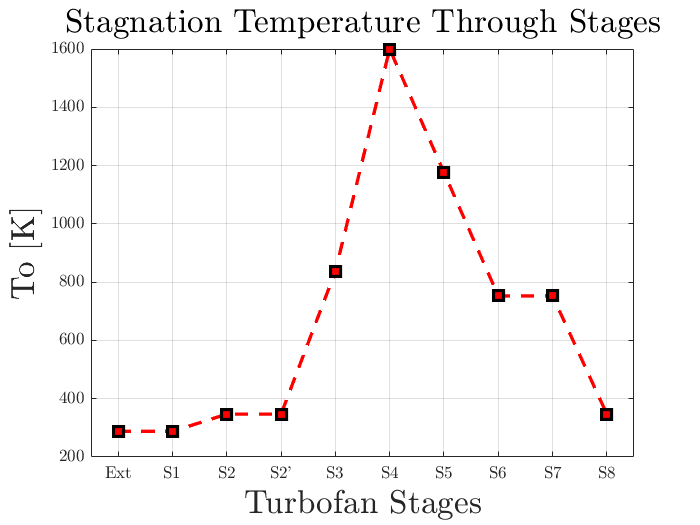 Stagnation Temperature Through Stages
1600
1400
1200
1000
800
600
400
200
To [K]
Ext S1 S2 S2' S3 S4 S5 S6 S7 S8
Turbofan Stages